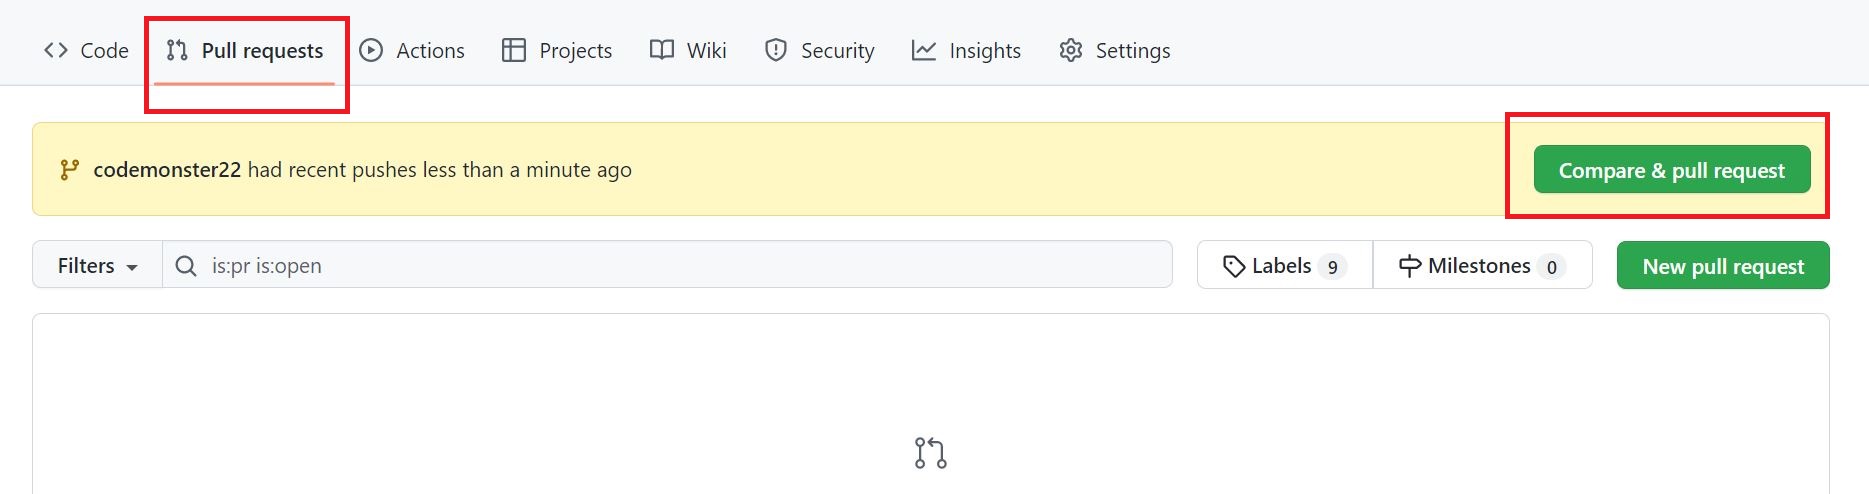 Code Pull requests Actions Projects Wiki Security Insights Settings
codemonster22 had recent pushes less than a minute ago Compare & pull request
Filters is:pr is:open Labels 9 Milestones 0 New pull request